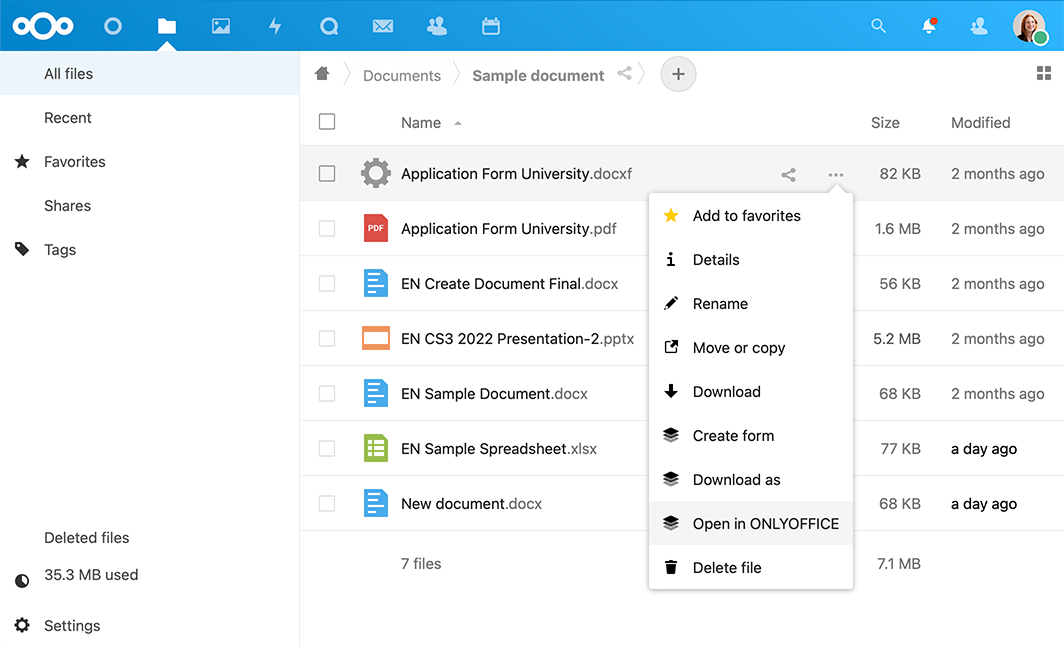 All files
Recent
Favorites
Shares
Tags
Deleted files
35.3 MB used
Settings
Documents Sample document
Name Size Modified
Application Form University.docxf 82 KB 2 months ago
PDF Application Form University.pdf 1.6 MB 2 months ago
EN Create Document Final.docx 56 KB 2 months ago
EN CS3 2022 Presentation-2.pptx 5.2 MB 2 months ago
EN Sample Document.docx 68 KB 2 months ago
EN Sample Spreadsheet.xlsx 77 KB a day ago
New document.docx 68 KB a day ago
7 files 7.1 MB
Add to favorites
Details
Rename
Move or copy
Download
Create form
Download as
Open in ONLYOFFICE
Delete file